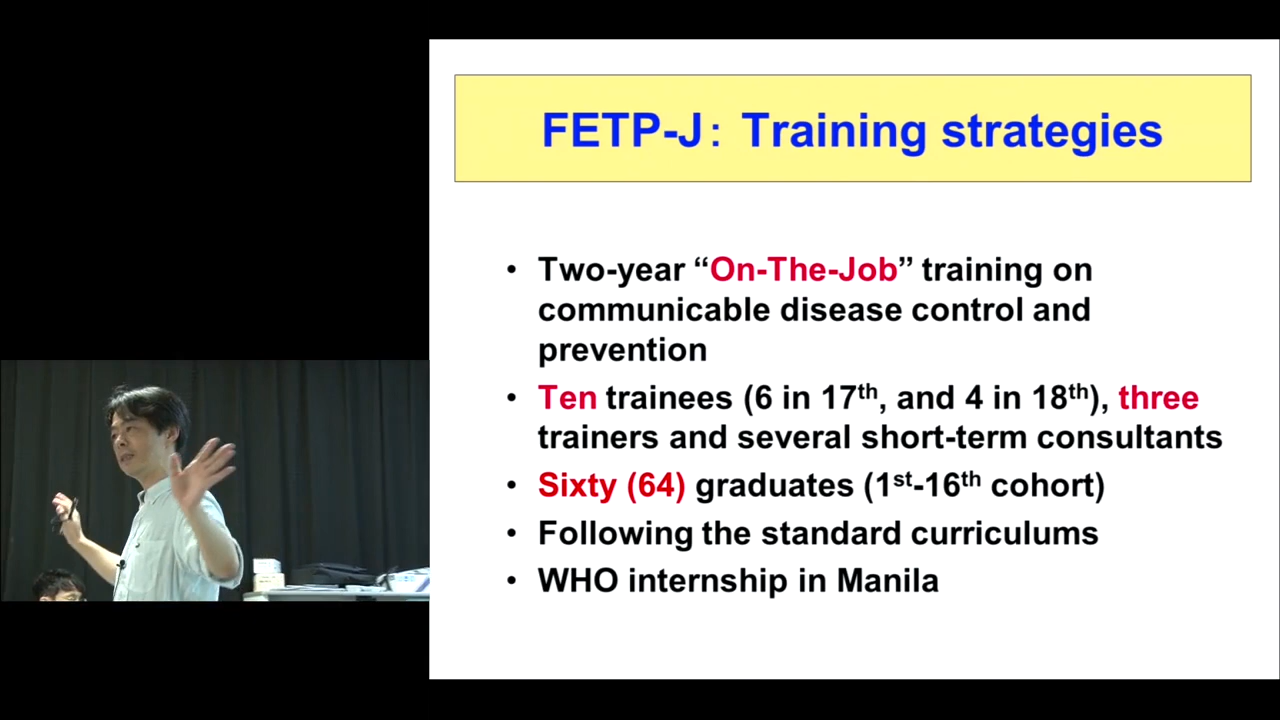 FETP-J： Training strategies
• Two-year “On-The-Job” training on
communicable disease control and
prevention
• Ten trainees (6 in 17th, and 4 in 18th), three
trainers and several short-term consultants
• Sixty (64) graduates (1st-16th cohort)
• Following the standard curriculums
• WHO internship in Manila